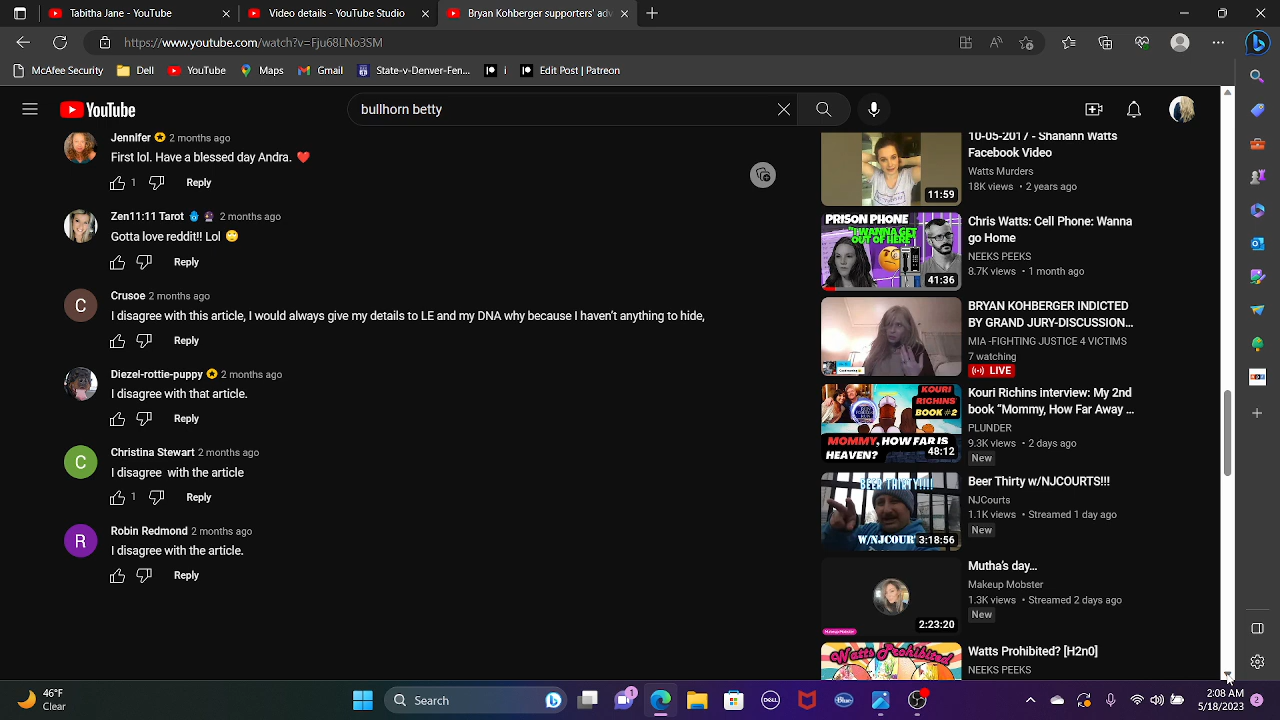 Tabitha Jane - YouTube
Video details - YouTube Studio
Bryan Kohberger supporters' adv
https://www.youtube.com/watch?v=Fju68LNo3SM
McAfee Security
Dell
YouTube
Maps
Gmail
State-v-Denver-Fen...
i
Edit Post | Patron
YouTube
bullhorn betty
Jennifer 2 months ago
First lol. Have a blessed day Andra. ❤️
1
Reply
Zen11:11 Tarot 2 months ago
Gotta love reddit!! Lol 🙄
Reply
C
Crusoe 2 months ago
I disagree with this article, I would always give my details to LE and my DNA why because I haven't anything to hide,
Reply
Diezel-rottie-puppy 2 months ago
I disagree with that article.
Reply
C
Christina Stewart 2 months ago
I disagree with the article
1
Reply
R
Robin Redmond 2 months ago
I disagree with the article.
Reply
10-05-2017 - Shanann Watts
Facebook Video
Watts Murders
18K views • 2 years ago
11:59
PRISON PHONE
"I WANNA GET
OUT OF HERE"
41:36
Chris Watts: Cell Phone: Wanna
go Home
NEEKS PEEKS
8.7K views • 1 month ago
BRYAN KOHBERGER INDICTED
BY GRAND JURY-DISCUSSION...
MIA -FIGHTING JUSTICE 4 VICTIMS
7 watching
LIVE
KOURI
RICHINS
BOOK #2
MOMMY, HOW FAR IS
HEAVEN?
48:12
Kouri Richins interview: My 2nd
book “Mommy, How Far Away ...
PLUNDER
9.3K views • 2 days ago
New
BEER THIRTY!!!!
W/NJCOUR
3:18:56
Beer Thirty w/NJCOURTS!!!
NJCourts
1.1K views • Streamed 1 day ago
New
Makeup Mobster
2:23:20
Mutha's day...
Makeup Mobster
1.3K views • Streamed 2 days ago
New
Watts Prohibited
Watts Prohibited? [H2n0]
NEEKS PEEKS
46°F
Clear
Search
1
DELL
2:08 AM
5/18/2023
2